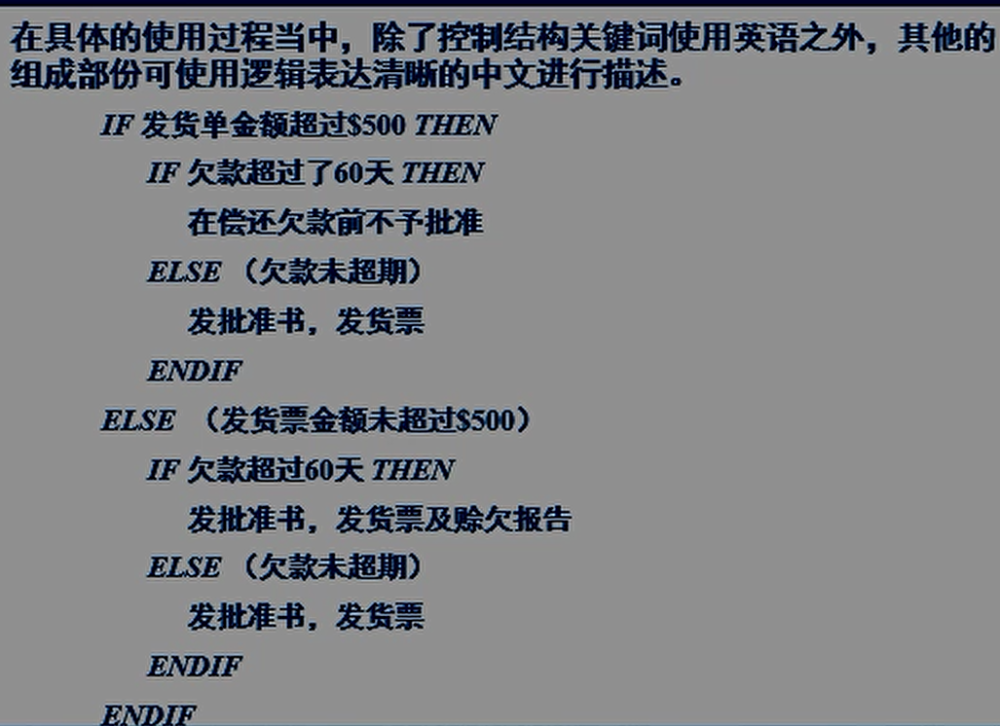 在具体的使用过程当中，除了控制结构关键词使用英语之外，其他的
组成部份可使用逻辑表达清晰的中文进行描述。
IF 发货单金额超过$500 THEN
IF 欠款超过了60天 THEN
在偿还欠款前不予批准
ELSE （欠款未超期）
发批准书，发货票
ENDIF
ELSE （发货票金额未超过$500）
IF 欠款超过60天 THEN
发批准书，发货票及赊欠报告
ELSE （欠款未超期）
发批准书，发货票
ENDIF
ENDIF